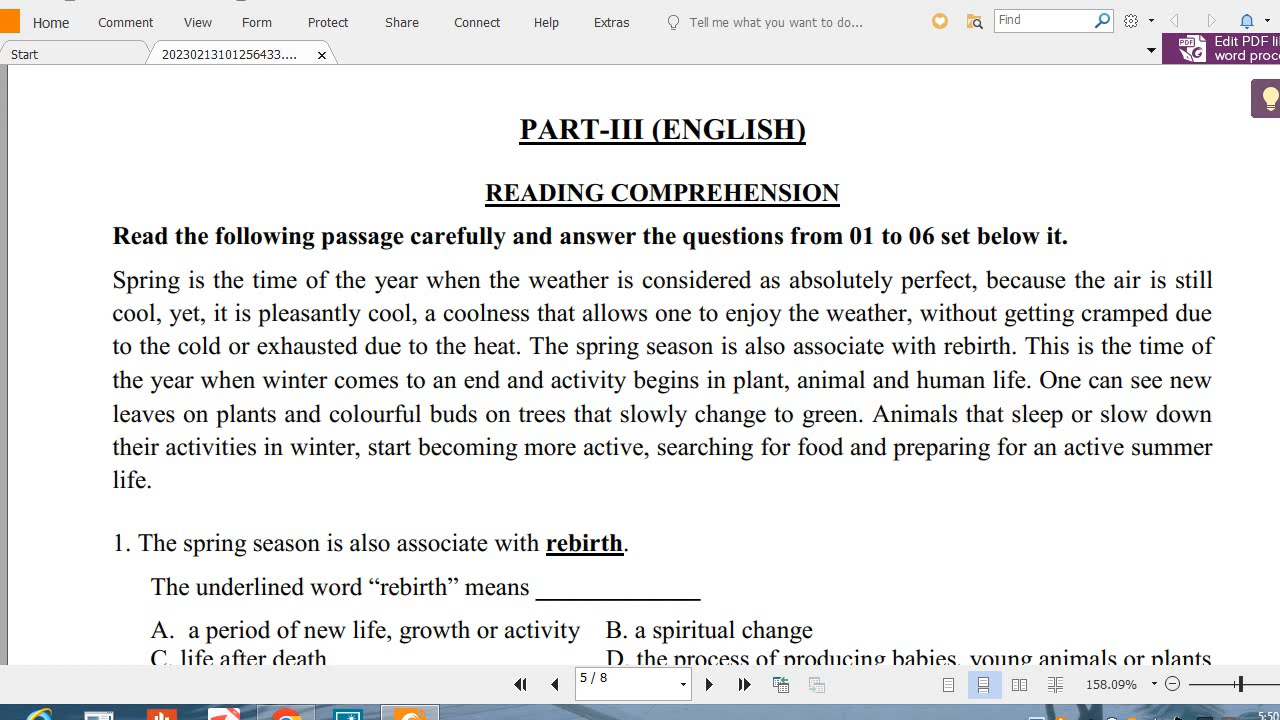 Home Comment View Form Protect Share Connect Help Extras Tell me what you want to do... Find
Start 20230213101256433.... Edit PDF li
word proce
PART-III (ENGLISH)
READING COMPREHENSION
Read the following passage carefully and answer the questions from 01 to 06 set below it.
Spring is the time of the year when the weather is considered as absolutely perfect, because the air is still
cool, yet, it is pleasantly cool, a coolness that allows one to enjoy the weather, without getting cramped due
to the cold or exhausted due to the heat. The spring season is also associate with rebirth. This is the time of
the year when winter comes to an end and activity begins in plant, animal and human life. One can see new
leaves on plants and colourful buds on trees that slowly change to green. Animals that sleep or slow down
their activities in winter, start becoming more active, searching for food and preparing for an active summer
life.
1. The spring season is also associate with rebirth.
The underlined word “rebirth” means ____________
A. a period of new life, growth or activity B. a spiritual change
C. life after death D. the process of producing babies, young animals or plants
5 / 8 158.09%
5:50